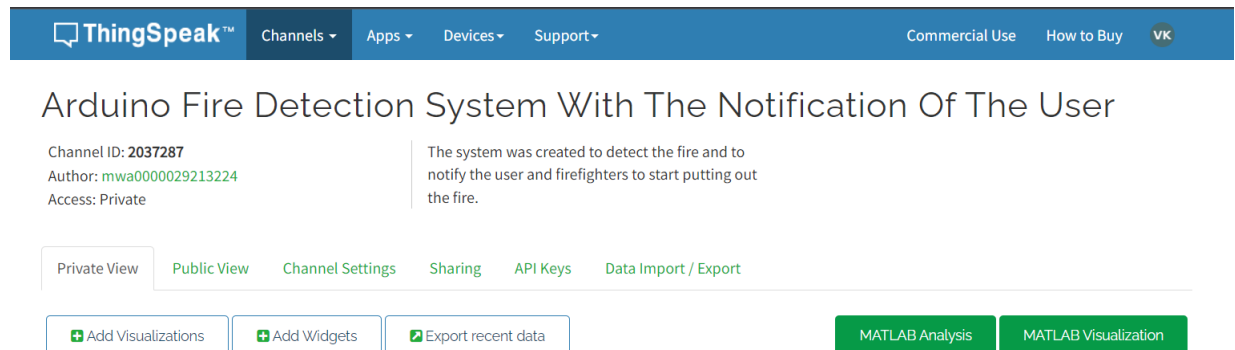 ThingSpeak™ Channels Apps Devices Support Commercial Use How to Buy VK
Arduino Fire Detection System With The Notification Of The User
Channel ID: 2037287
Author: mwa0000029213224
Access: Private
The system was created to detect the fire and to
notify the user and firefighters to start putting out
the fire.
Private View Public View Channel Settings Sharing API Keys Data Import / Export
Add Visualizations Add Widgets Export recent data MATLAB Analysis MATLAB Visualization